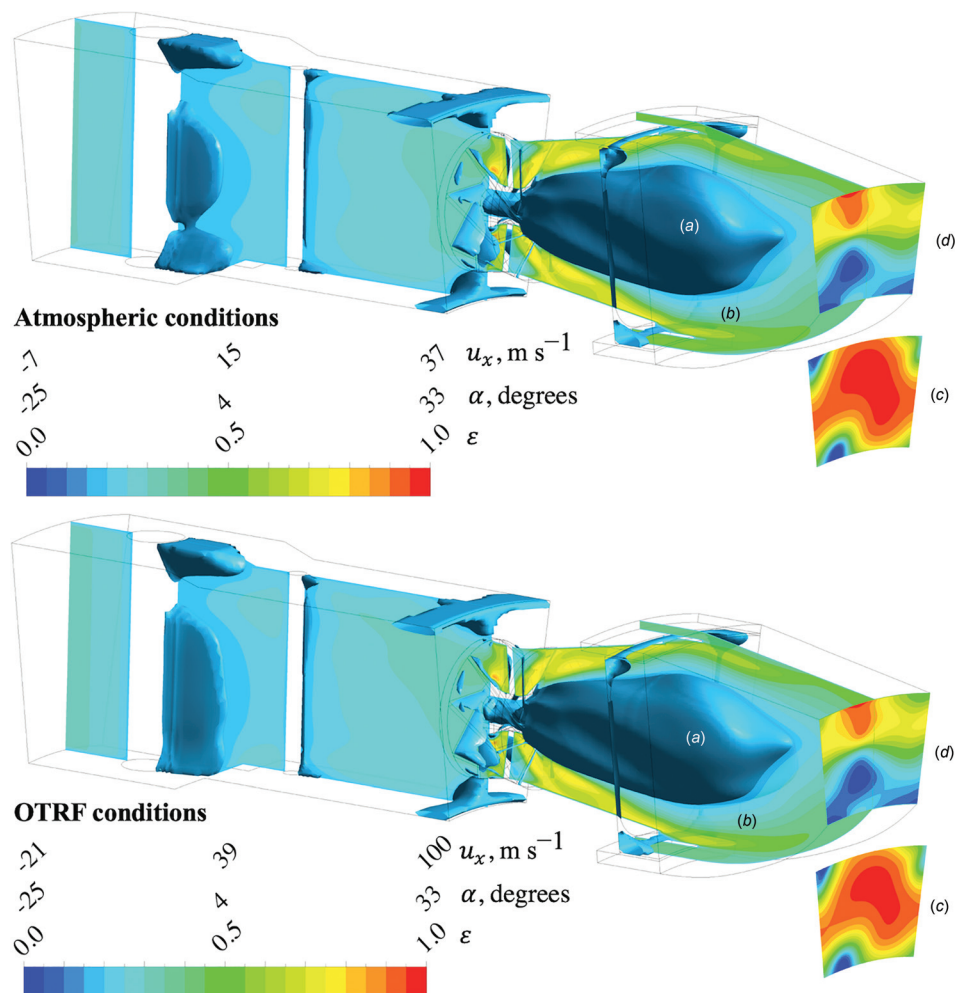 (a)
(d)
(b)
Atmospheric conditions
-7 15 37 u_x, m s⁻¹
(c)
-25 4 33 α, degrees
0.0 0.5 1.0 ε
(a)
(d)
(b)
OTRF conditions
-21 39 100 u_x, m s⁻¹
-25 4 33 α, degrees
(c)
0.0 0.5 1.0 ε